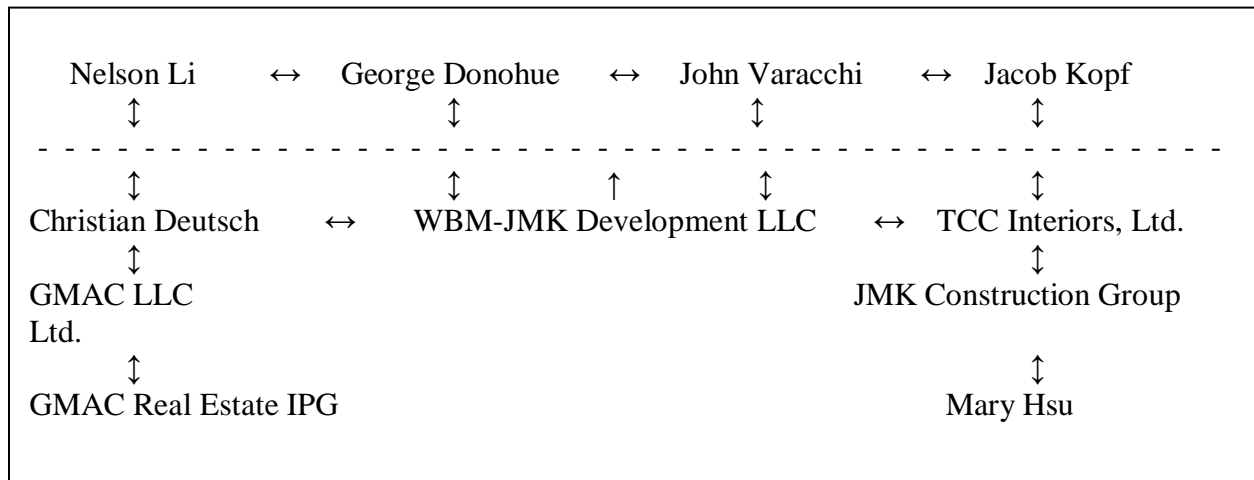 Nelson Li ↔ George Donohue ↔ John Varacchi ↔ Jacob Kopf
↕ ↕ ↕ ↕
- - - - - - - - - - - - - - - - - - - - - - - - - - - - - - - - - - - - - - - - - - - - -
↕ ↕ ↑ ↕ ↕
Christian Deutsch ↔ WBM-JMK Development LLC ↔ TCC Interiors, Ltd.
↕ ↕
GMAC LLC JMK Construction Group
Ltd.
↕ ↕
GMAC Real Estate IPG Mary Hsu